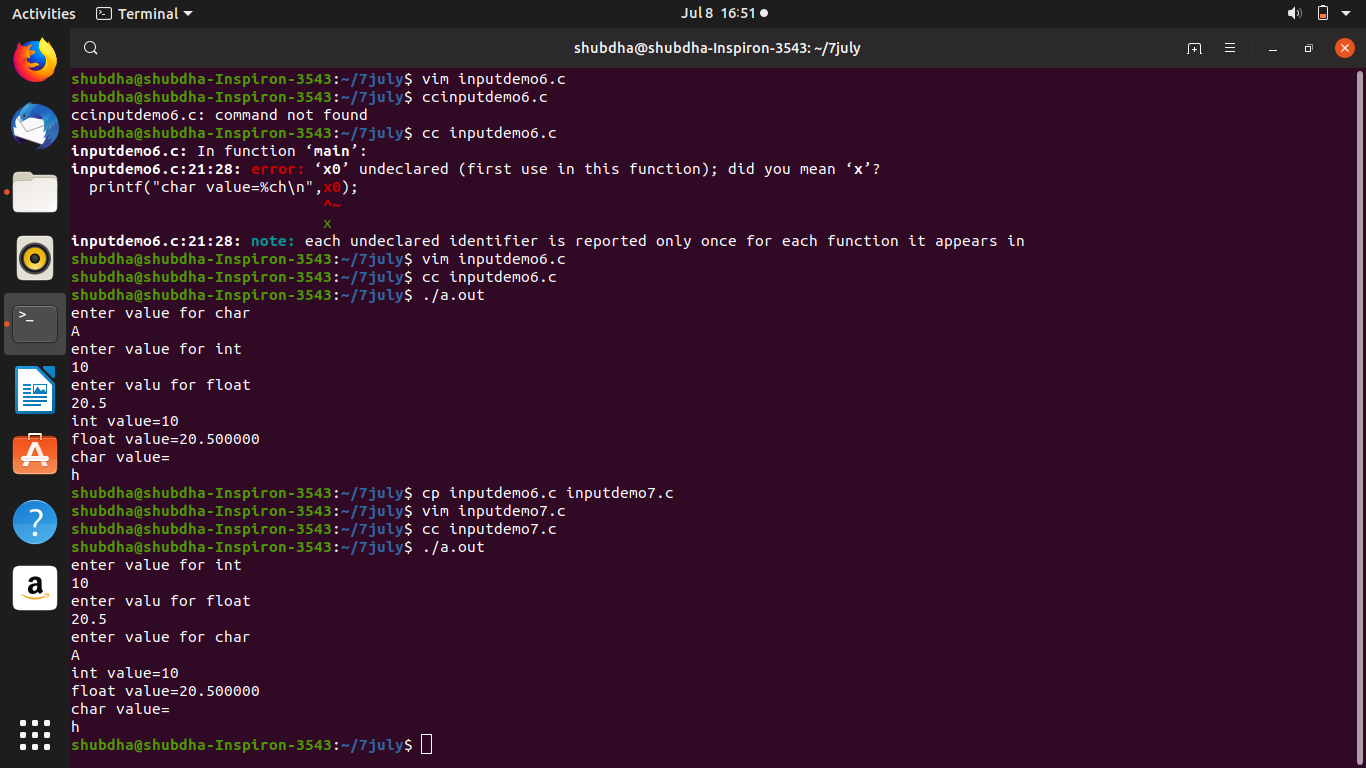 Activities Terminal Jul 8 16:51
shubdha@shubdha-Inspiron-3543: ~/7july
shubdha@shubdha-Inspiron-3543:~/7july$ vim inputdemo6.c
shubdha@shubdha-Inspiron-3543:~/7july$ ccinputdemo6.c
ccinputdemo6.c: command not found
shubdha@shubdha-Inspiron-3543:~/7july$ cc inputdemo6.c
inputdemo6.c: In function ‘main’:
inputdemo6.c:21:28: error: ‘x0’ undeclared (first use in this function); did you mean ‘x’?
  printf("char value=%ch\n",x0);
                            ^~
                            x
inputdemo6.c:21:28: note: each undeclared identifier is reported only once for each function it appears in
shubdha@shubdha-Inspiron-3543:~/7july$ vim inputdemo6.c
shubdha@shubdha-Inspiron-3543:~/7july$ cc inputdemo6.c
shubdha@shubdha-Inspiron-3543:~/7july$ ./a.out
enter value for char
A
enter value for int
10
enter valu for float
20.5
int value=10
float value=20.500000
char value=
h
shubdha@shubdha-Inspiron-3543:~/7july$ cp inputdemo6.c inputdemo7.c
shubdha@shubdha-Inspiron-3543:~/7july$ vim inputdemo7.c
shubdha@shubdha-Inspiron-3543:~/7july$ cc inputdemo7.c
shubdha@shubdha-Inspiron-3543:~/7july$ ./a.out
enter value for int
10
enter valu for float
20.5
enter value for char
A
int value=10
float value=20.500000
char value=
h
shubdha@shubdha-Inspiron-3543:~/7july$